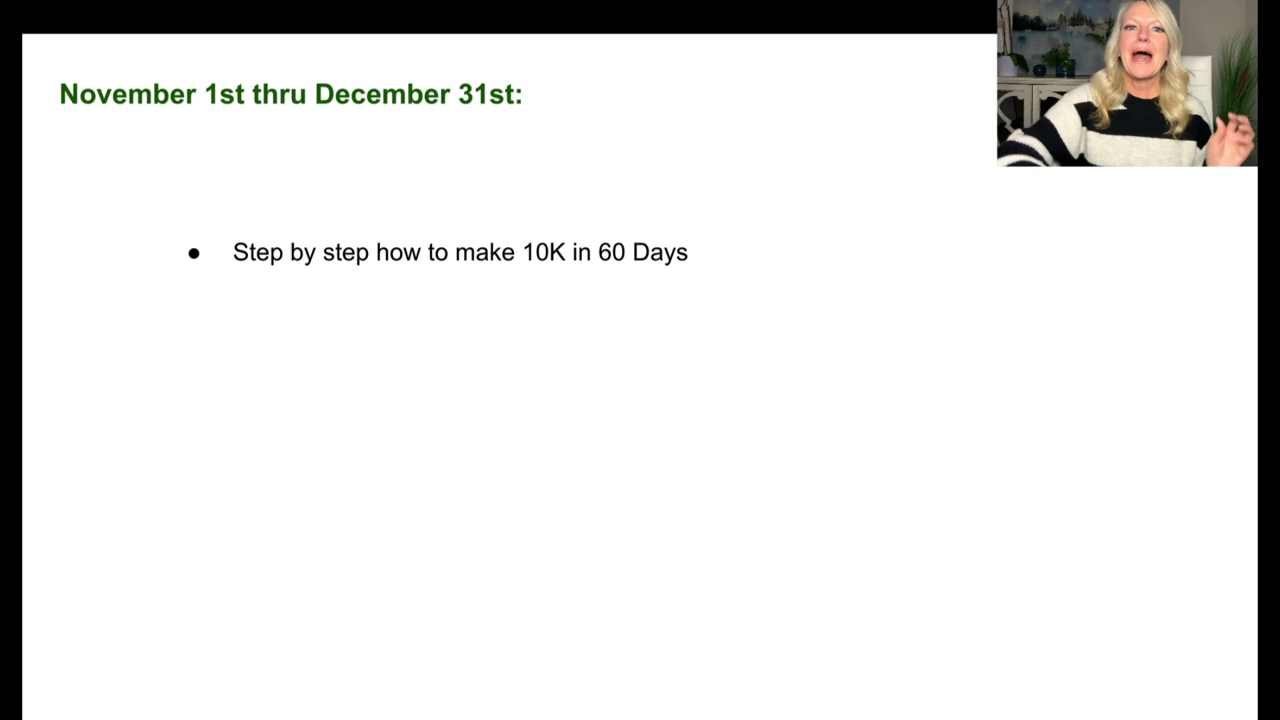 November 1st thru December 31st:
● Step by step how to make 10K in 60 Days